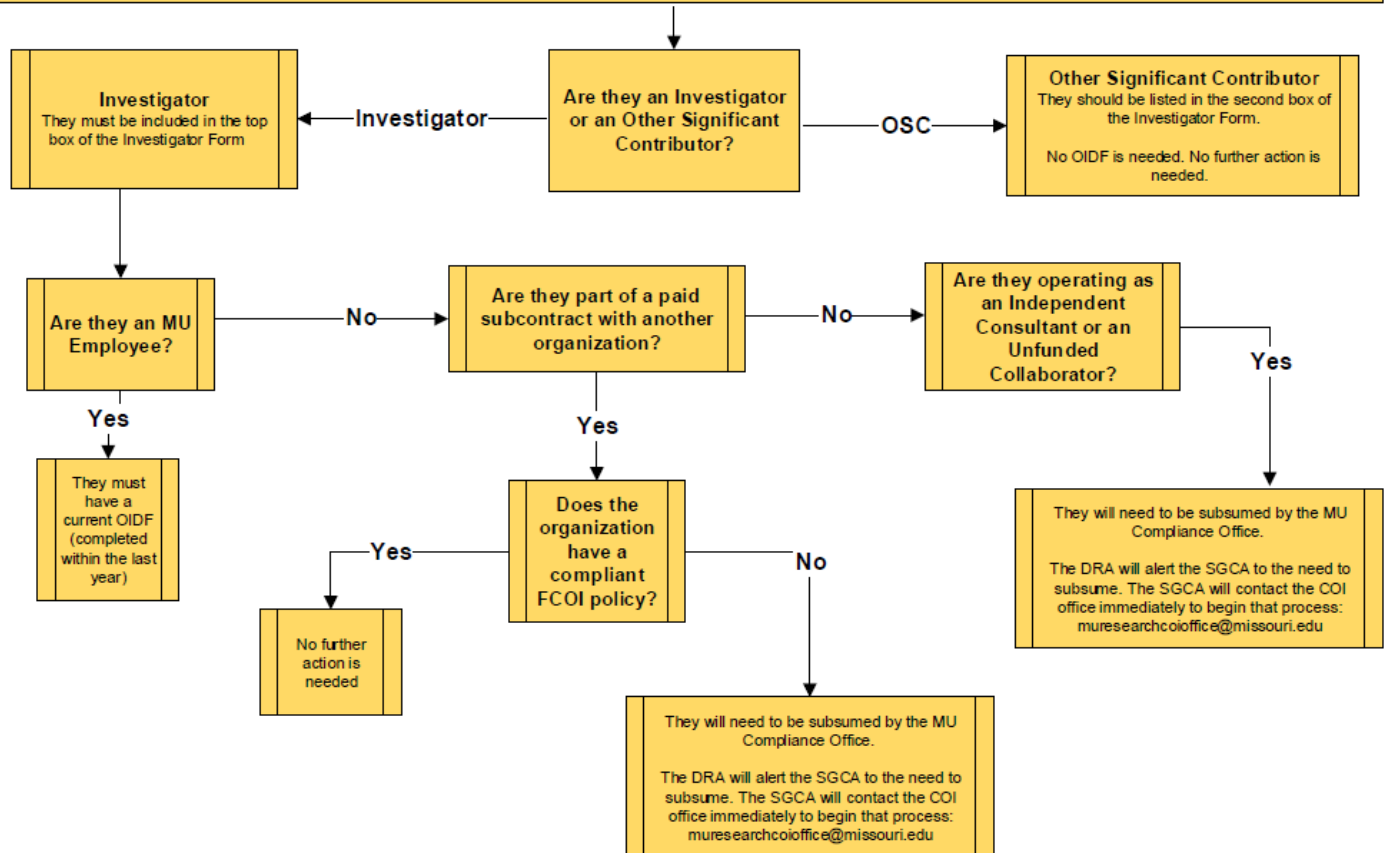 Investigator
They must be included in the top
box of the Investigator Form
Investigator
Are they an Investigator
or an Other Significant
Contributor?
OSC
Other Significant Contributor
They should be listed in the second box of
the Investigator Form.
No OIDF is needed. No further action is
needed.
Are they an MU
Employee?
No
Are they part of a paid
subcontract with another
organization?
No
Are they operating as
an Independent
Consultant or an
Unfunded
Collaborator?
Yes
Yes
Yes
They must
have a
current OIDF
(completed
within the last
year)
Does the
organization
have a
compliant
FCOI policy?
Yes
No
No further
action is
needed
They will need to be subsumed by the MU
Compliance Office.
The DRA will alert the SGCA to the need to
subsume. The SGCA will contact the COI
office immediately to begin that process:
muresearchcoioffice@missouri.edu
They will need to be subsumed by the MU
Compliance Office.
The DRA will alert the SGCA to the need to
subsume. The SGCA will contact the COI
office immediately to begin that process:
muresearchcoioffice@missouri.edu